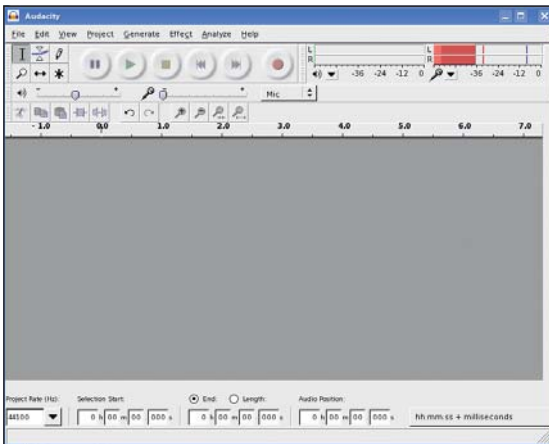 Audacity
File Edit View Project Generate Effect Analyze Help
L L
R R
-36 -24 -12 0 -36 -24 -12 0
Mic
- 1.0 0.0 1.0 2.0 3.0 4.0 5.0 6.0 7.0
Project Rate (Hz): Selection Start: End: Length: Audio Position:
44100 0 h 00 m 00 000 s 0 h 00 m 00 000 s 0 h 00 m 00 000 s hh:mm:ss + milliseconds